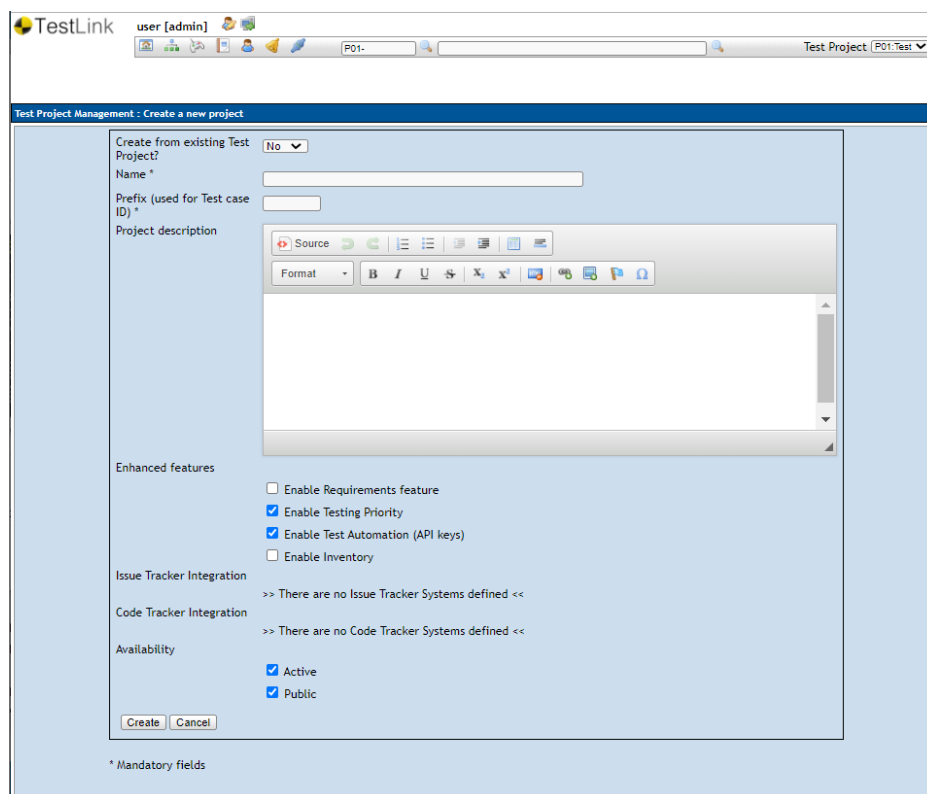 TestLink user [admin]
P01- Test Project P01:Test
Test Project Management : Create a new project
Create from existing Test
Project?
No
Name *
Prefix (used for Test case
ID) *
Project description
Source
Format B I U S X₂ X² Ω
Enhanced features
Enable Requirements feature
Enable Testing Priority
Enable Test Automation (API keys)
Enable Inventory
Issue Tracker Integration
>> There are no Issue Tracker Systems defined <<
Code Tracker Integration
>> There are no Code Tracker Systems defined <<
Availability
Active
Public
Create Cancel
* Mandatory fields